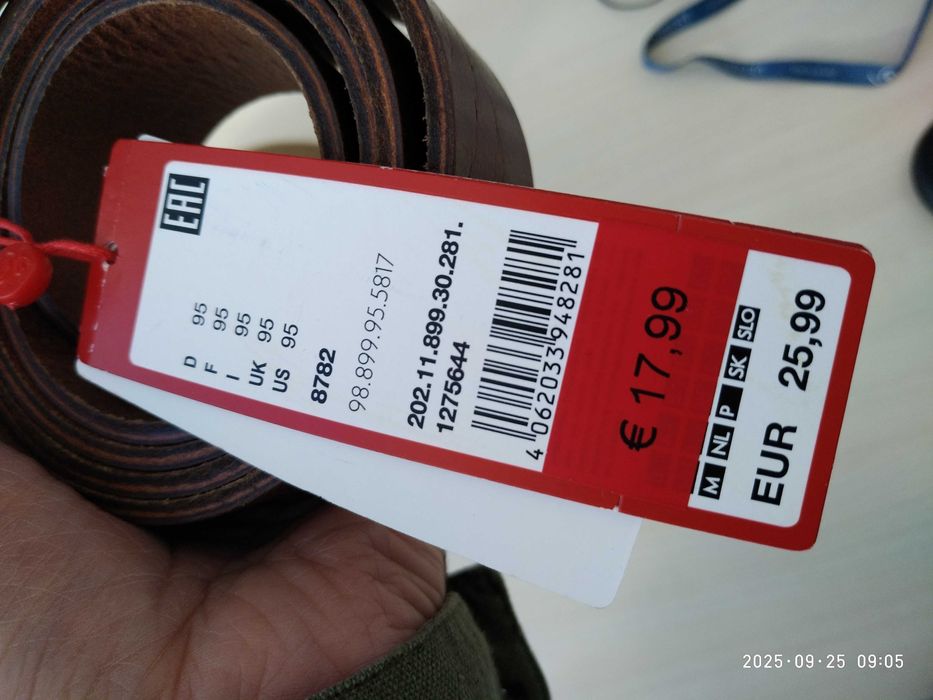 EAC
D 95
F 95
I 95
UK 95
US 95
8782
98.899.95.5817
202.11.899.30.281.
1275644
4 062033 948281
€ 17,99
M NL P SK SLO
EUR 25,99
2025·09·25 09:05